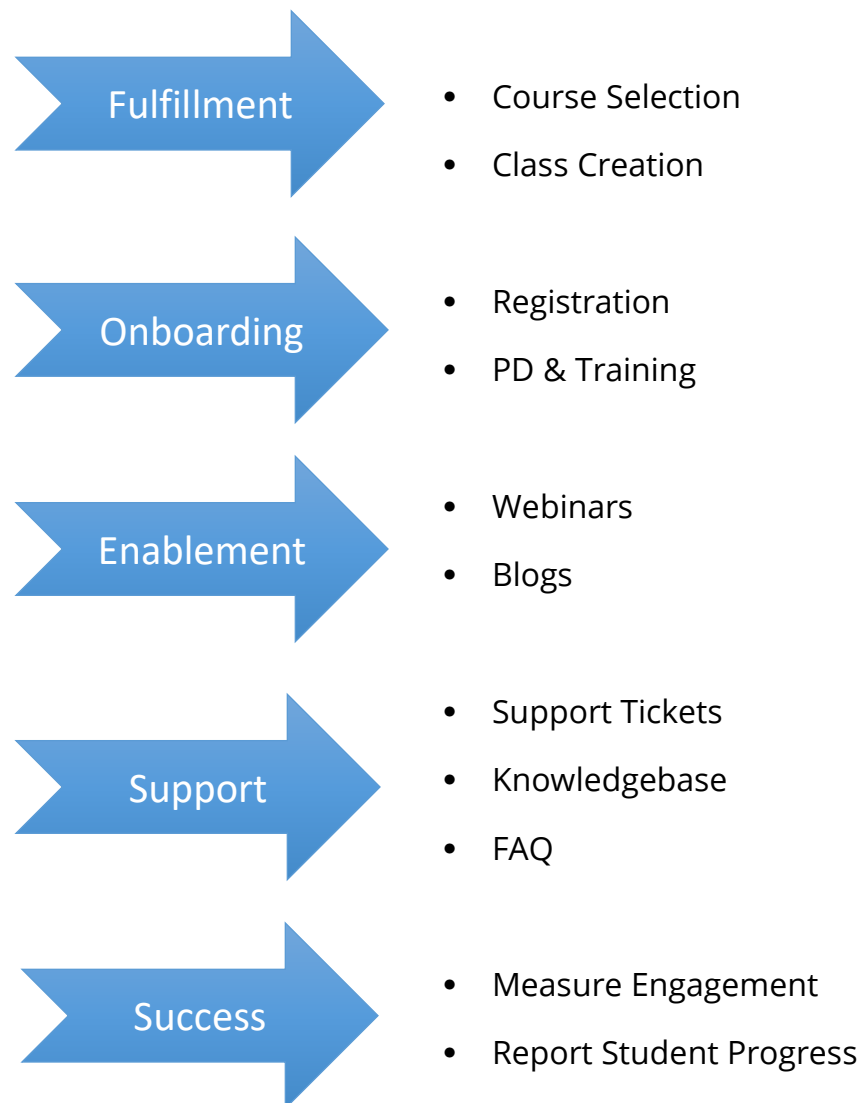 Fulfillment
• Course Selection
• Class Creation
Onboarding
• Registration
• PD & Training
Enablement
• Webinars
• Blogs
Support
• Support Tickets
• Knowledgebase
• FAQ
Success
• Measure Engagement
• Report Student Progress